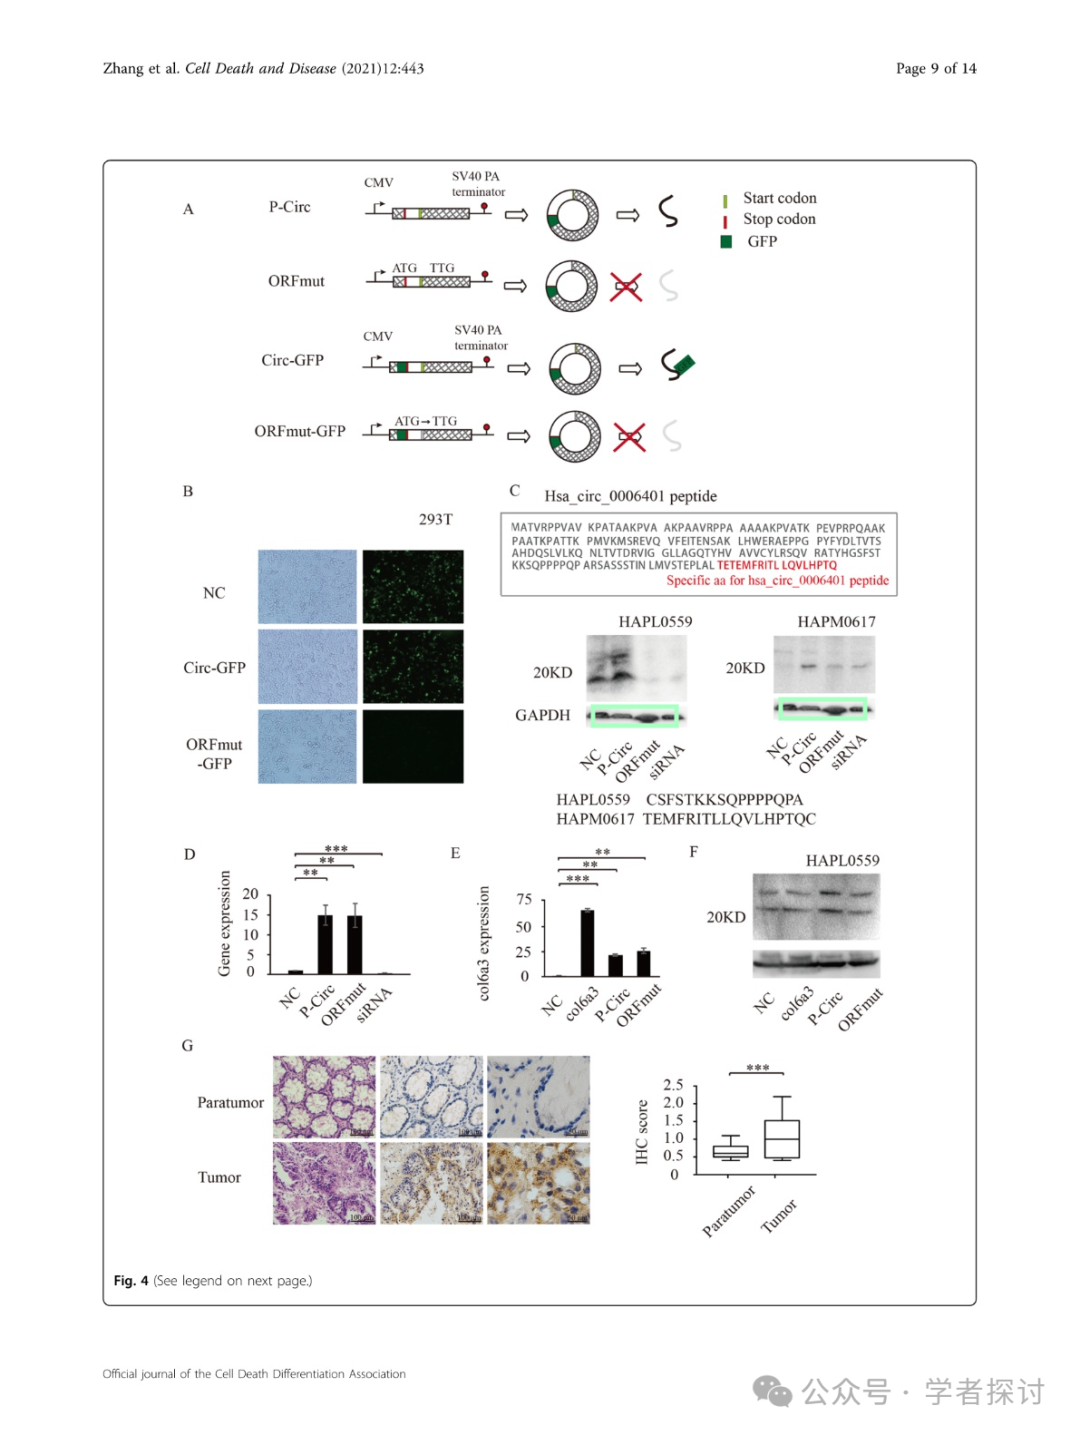 Zhang et al. Cell Death and Disease (2021)12:443
Page 9 of 14
A
P-Circ
CMV
SV40 PA
terminator
Start codon
Stop codon
GFP
ORFmut
ATG TTG
Circ-GFP
CMV
SV40 PA
terminator
ORFmut-GFP
ATG→TTG
B
293T
NC
Circ-GFP
ORFmut
-GFP
C
Hsa_circ_0006401 peptide
MATVRPPVAV KPATAAKPVA AKPAAVRPPA AAAAKPVATK PEVPRPQAAK
PAATKPATTK PMVKMSREVQ VFEITENSAK LHWERAEPPG PYFYDLTVTS
AHDQSLVLKQ NLTVTDRVIG GLLAGQTYHV AVVCYLRSQV RATYHGSFST
KKSQPPPPQP ARSASSSTIN LMVSTEPLAL TETEMFRITL LQVLHPTQ
Specific aa for hsa_circ_0006401 peptide
HAPL0559
20KD
GAPDH
NC
P-Circ
ORFmut
siRNA
HAPM0617
20KD
NC
P-Circ
ORFmut
siRNA
HAPL0559 CSFSTKKSQPPPPQPA
HAPM0617 TEMFRITLLQVLHPTQC
D
Gene expression
20
15
10
5
0
***
**
**
NC
P-Circ
ORFmut
siRNA
E
col6a3 expression
75
50
25
0
**
**
***
NC
col6a3
P-Circ
ORFmut
F
HAPL0559
20KD
NC
col6a3
P-Circ
ORFmut
G
Paratumor
Tumor
IHC score
2.5
2.0
1.5
1.0
0.5
0
***
Paratumor
Tumor
Fig. 4 (See legend on next page.)
Official journal of the Cell Death Differentiation Association
公众号 · 学者探讨